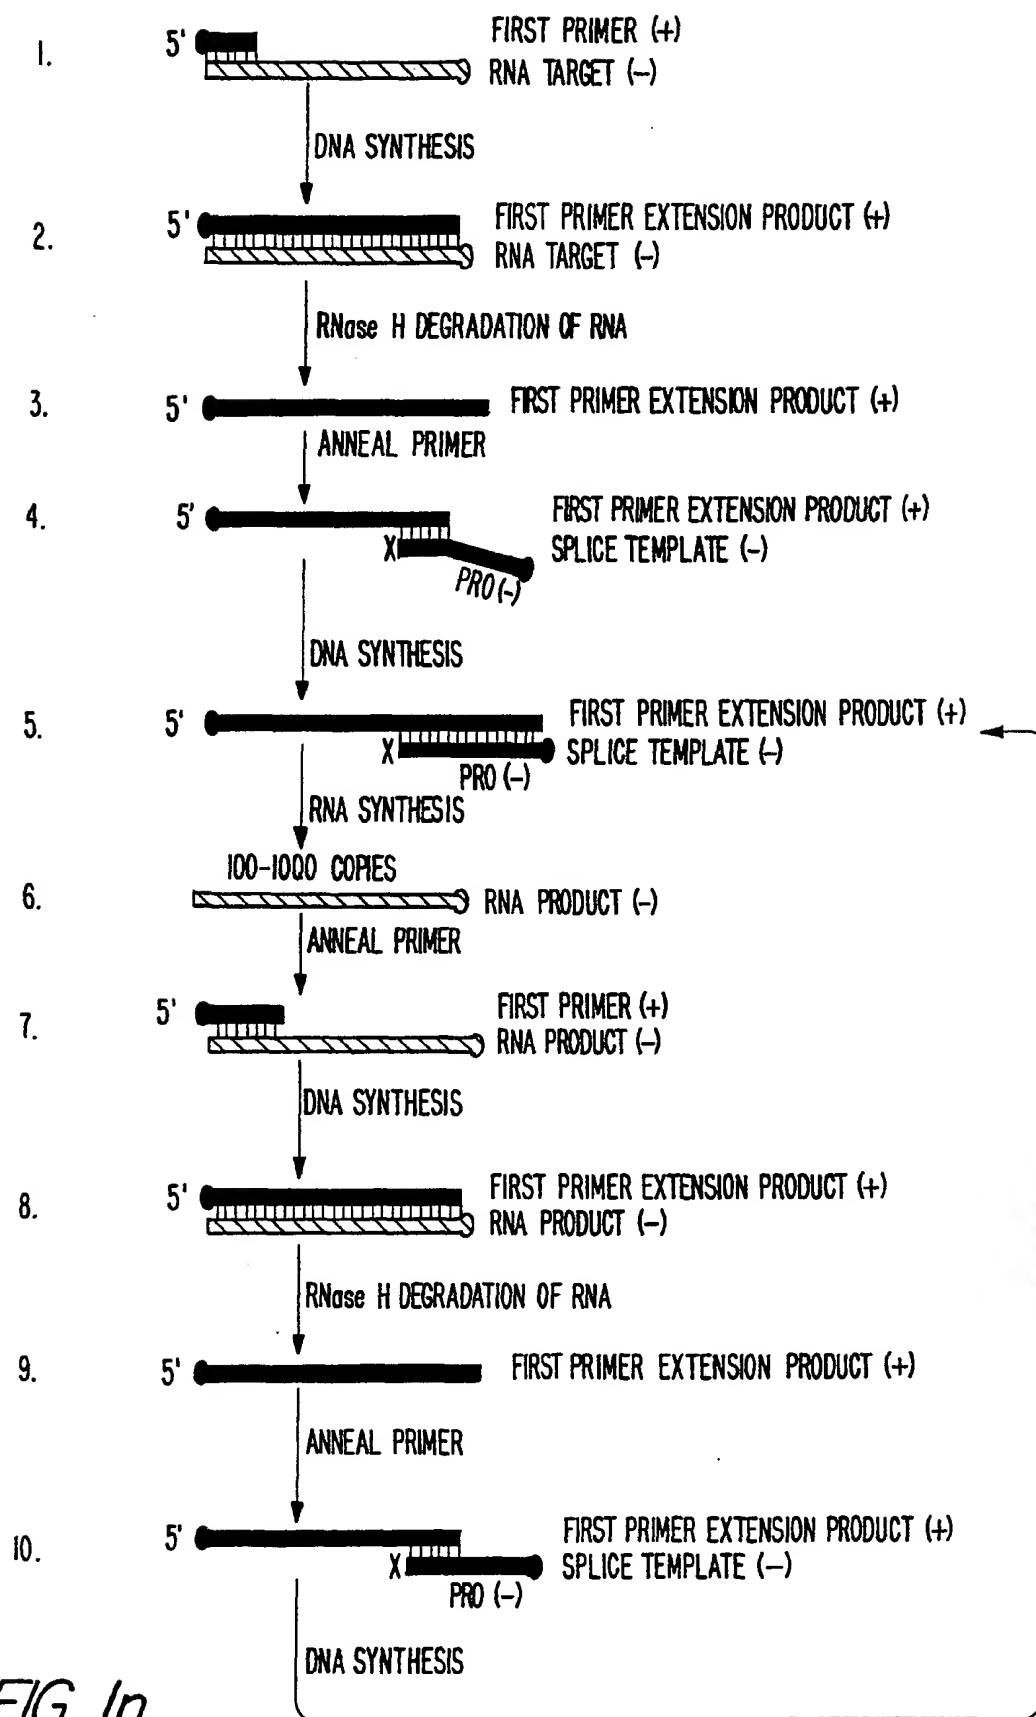 1.
5' FIRST PRIMER (+)
RNA TARGET (-)
DNA SYNTHESIS
2.
5' FIRST PRIMER EXTENSION PRODUCT (+)
RNA TARGET (-)
RNase H DEGRADATION OF RNA
3.
5' FIRST PRIMER EXTENSION PRODUCT (+)
ANNEAL PRIMER
4.
5' FIRST PRIMER EXTENSION PRODUCT (+)
X SPLICE TEMPLATE (-)
PRO (-)
DNA SYNTHESIS
5.
5' FIRST PRIMER EXTENSION PRODUCT (+)
X SPLICE TEMPLATE (-)
PRO (-)
RNA SYNTHESIS
100-1000 COPIES
6. RNA PRODUCT (-)
ANNEAL PRIMER
7.
5' FIRST PRIMER (+)
RNA PRODUCT (-)
DNA SYNTHESIS
8.
5' FIRST PRIMER EXTENSION PRODUCT (+)
RNA PRODUCT (-)
RNase H DEGRADATION OF RNA
9.
5' FIRST PRIMER EXTENSION PRODUCT (+)
ANNEAL PRIMER
10.
5' FIRST PRIMER EXTENSION PRODUCT (+)
X SPLICE TEMPLATE (-)
PRO (-)
DNA SYNTHESIS
FIG. 1n